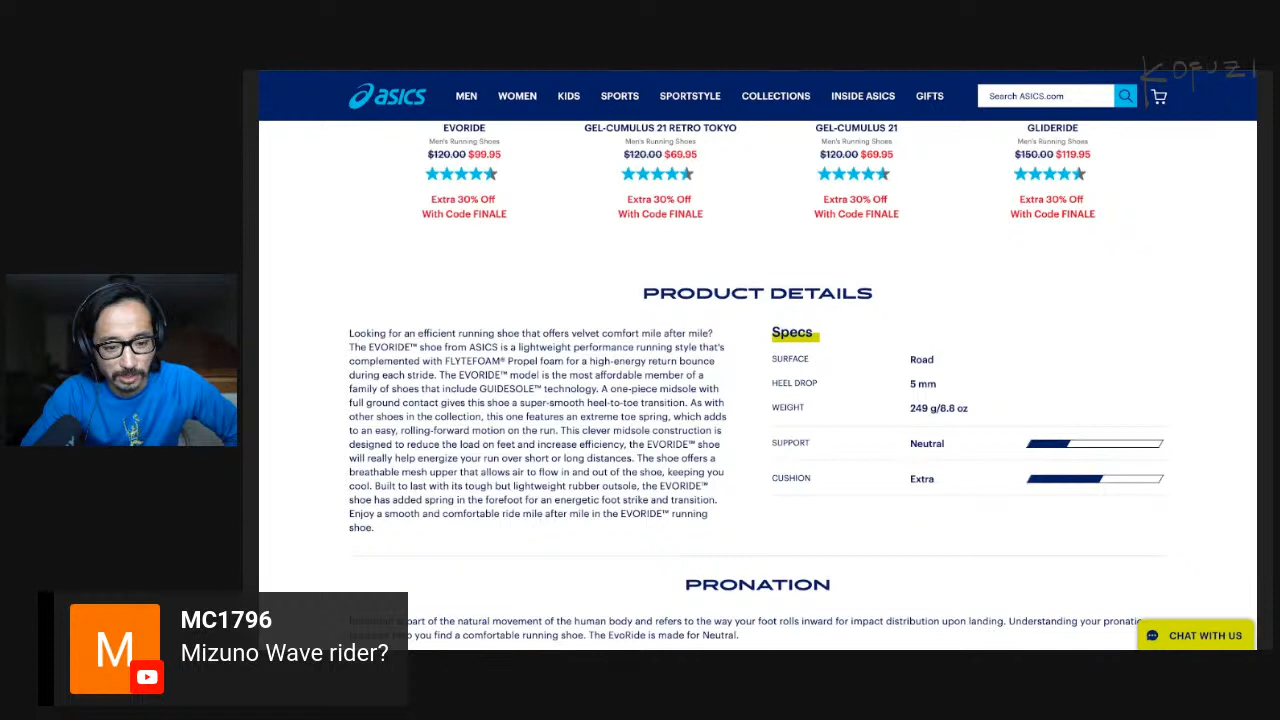 KOFUZI
asics
MEN WOMEN KIDS SPORTS SPORTSTYLE COLLECTIONS INSIDE ASICS GIFTS
Search ASICS.com
EVORIDE
Men's Running Shoes
$120.00 $99.95
Extra 30% Off
With Code FINALE
GEL-CUMULUS 21 RETRO TOKYO
Men's Running Shoes
$120.00 $69.95
Extra 30% Off
With Code FINALE
GEL-CUMULUS 21
Men's Running Shoes
$120.00 $69.95
Extra 30% Off
With Code FINALE
GLIDERIDE
Men's Running Shoes
$150.00 $119.95
Extra 30% Off
With Code FINALE
PRODUCT DETAILS
Looking for an efficient running shoe that offers velvet comfort mile after mile?
The EVORIDE™ shoe from ASICS is a lightweight performance running style that's
complemented with FLYTEFOAM® Propel foam for a high-energy return bounce
during each stride. The EVORIDE™ model is the most affordable member of a
family of shoes that include GUIDESOLE™ technology. A one-piece midsole with
full ground contact gives this shoe a super-smooth heel-to-toe transition. As with
other shoes in the collection, this one features an extreme toe spring, which adds
to an easy, rolling-forward motion on the run. This clever midsole construction is
designed to reduce the load on feet and increase efficiency, the EVORIDE™ shoe
will really help energize your run over short or long distances. The shoe offers a
breathable mesh upper that allows air to flow in and out of the shoe, keeping you
cool. Built to last with its tough but lightweight rubber outsole, the EVORIDE™
shoe has added spring in the forefoot for an energetic foot strike and transition.
Enjoy a smooth and comfortable ride mile after mile in the EVORIDE™ running
shoe.
Specs
SURFACE Road
HEEL DROP 5 mm
WEIGHT 249 g/8.8 oz
SUPPORT Neutral
CUSHION Extra
PRONATION
is part of the natural movement of the human body and refers to the way your foot rolls inward for impact distribution upon landing. Understanding your
you find a comfortable running shoe. The EvoRide is made for Neutral.
CHAT WITH US
M
MC1796
Mizuno Wave rider?